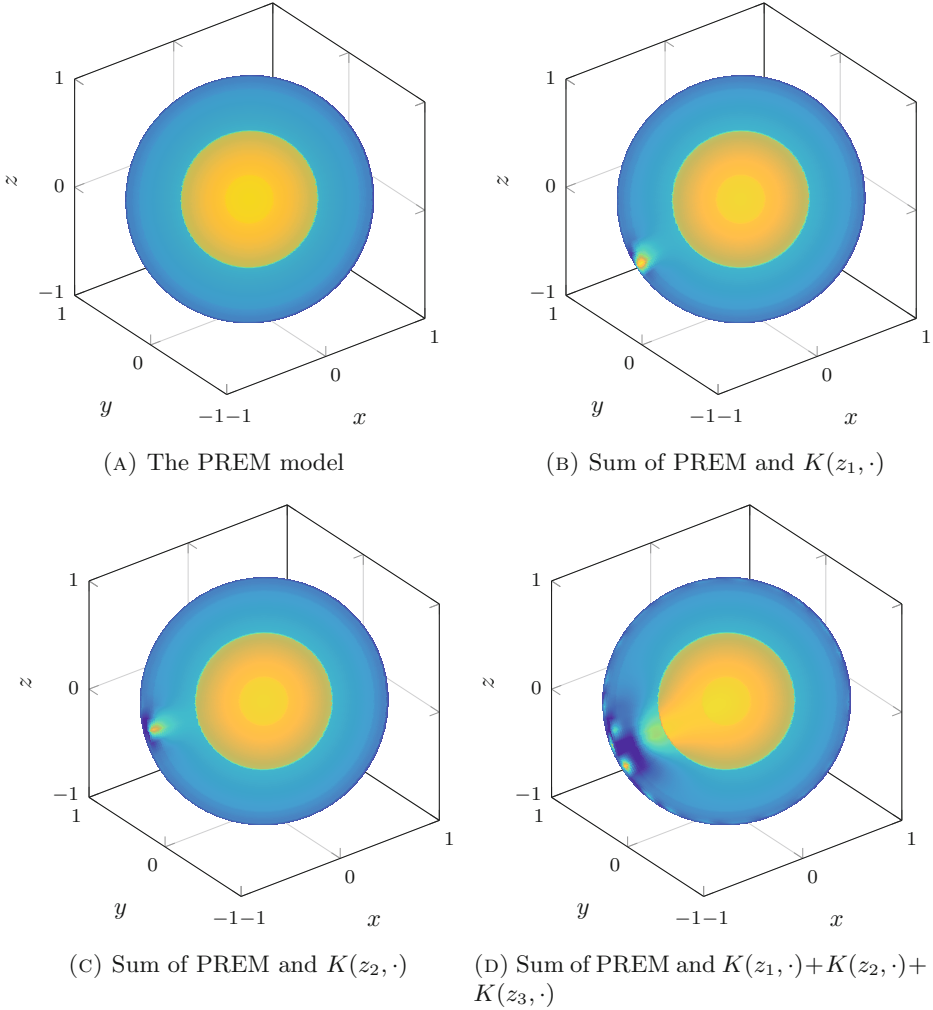 1
1
0
0
z
z
−1
−1
1
1
1
1
0
0
0
0
y
−1−1
x
y
−1−1
x
(A) The PREM model
(B) Sum of PREM and K(z₁, ·)
1
1
0
0
z
z
−1
−1
1
1
1
1
0
0
0
0
y
−1−1
x
y
−1−1
x
(C) Sum of PREM and K(z₂, ·)
(D) Sum of PREM and K(z₁, ·)+K(z₂, ·)+
K(z₃, ·)